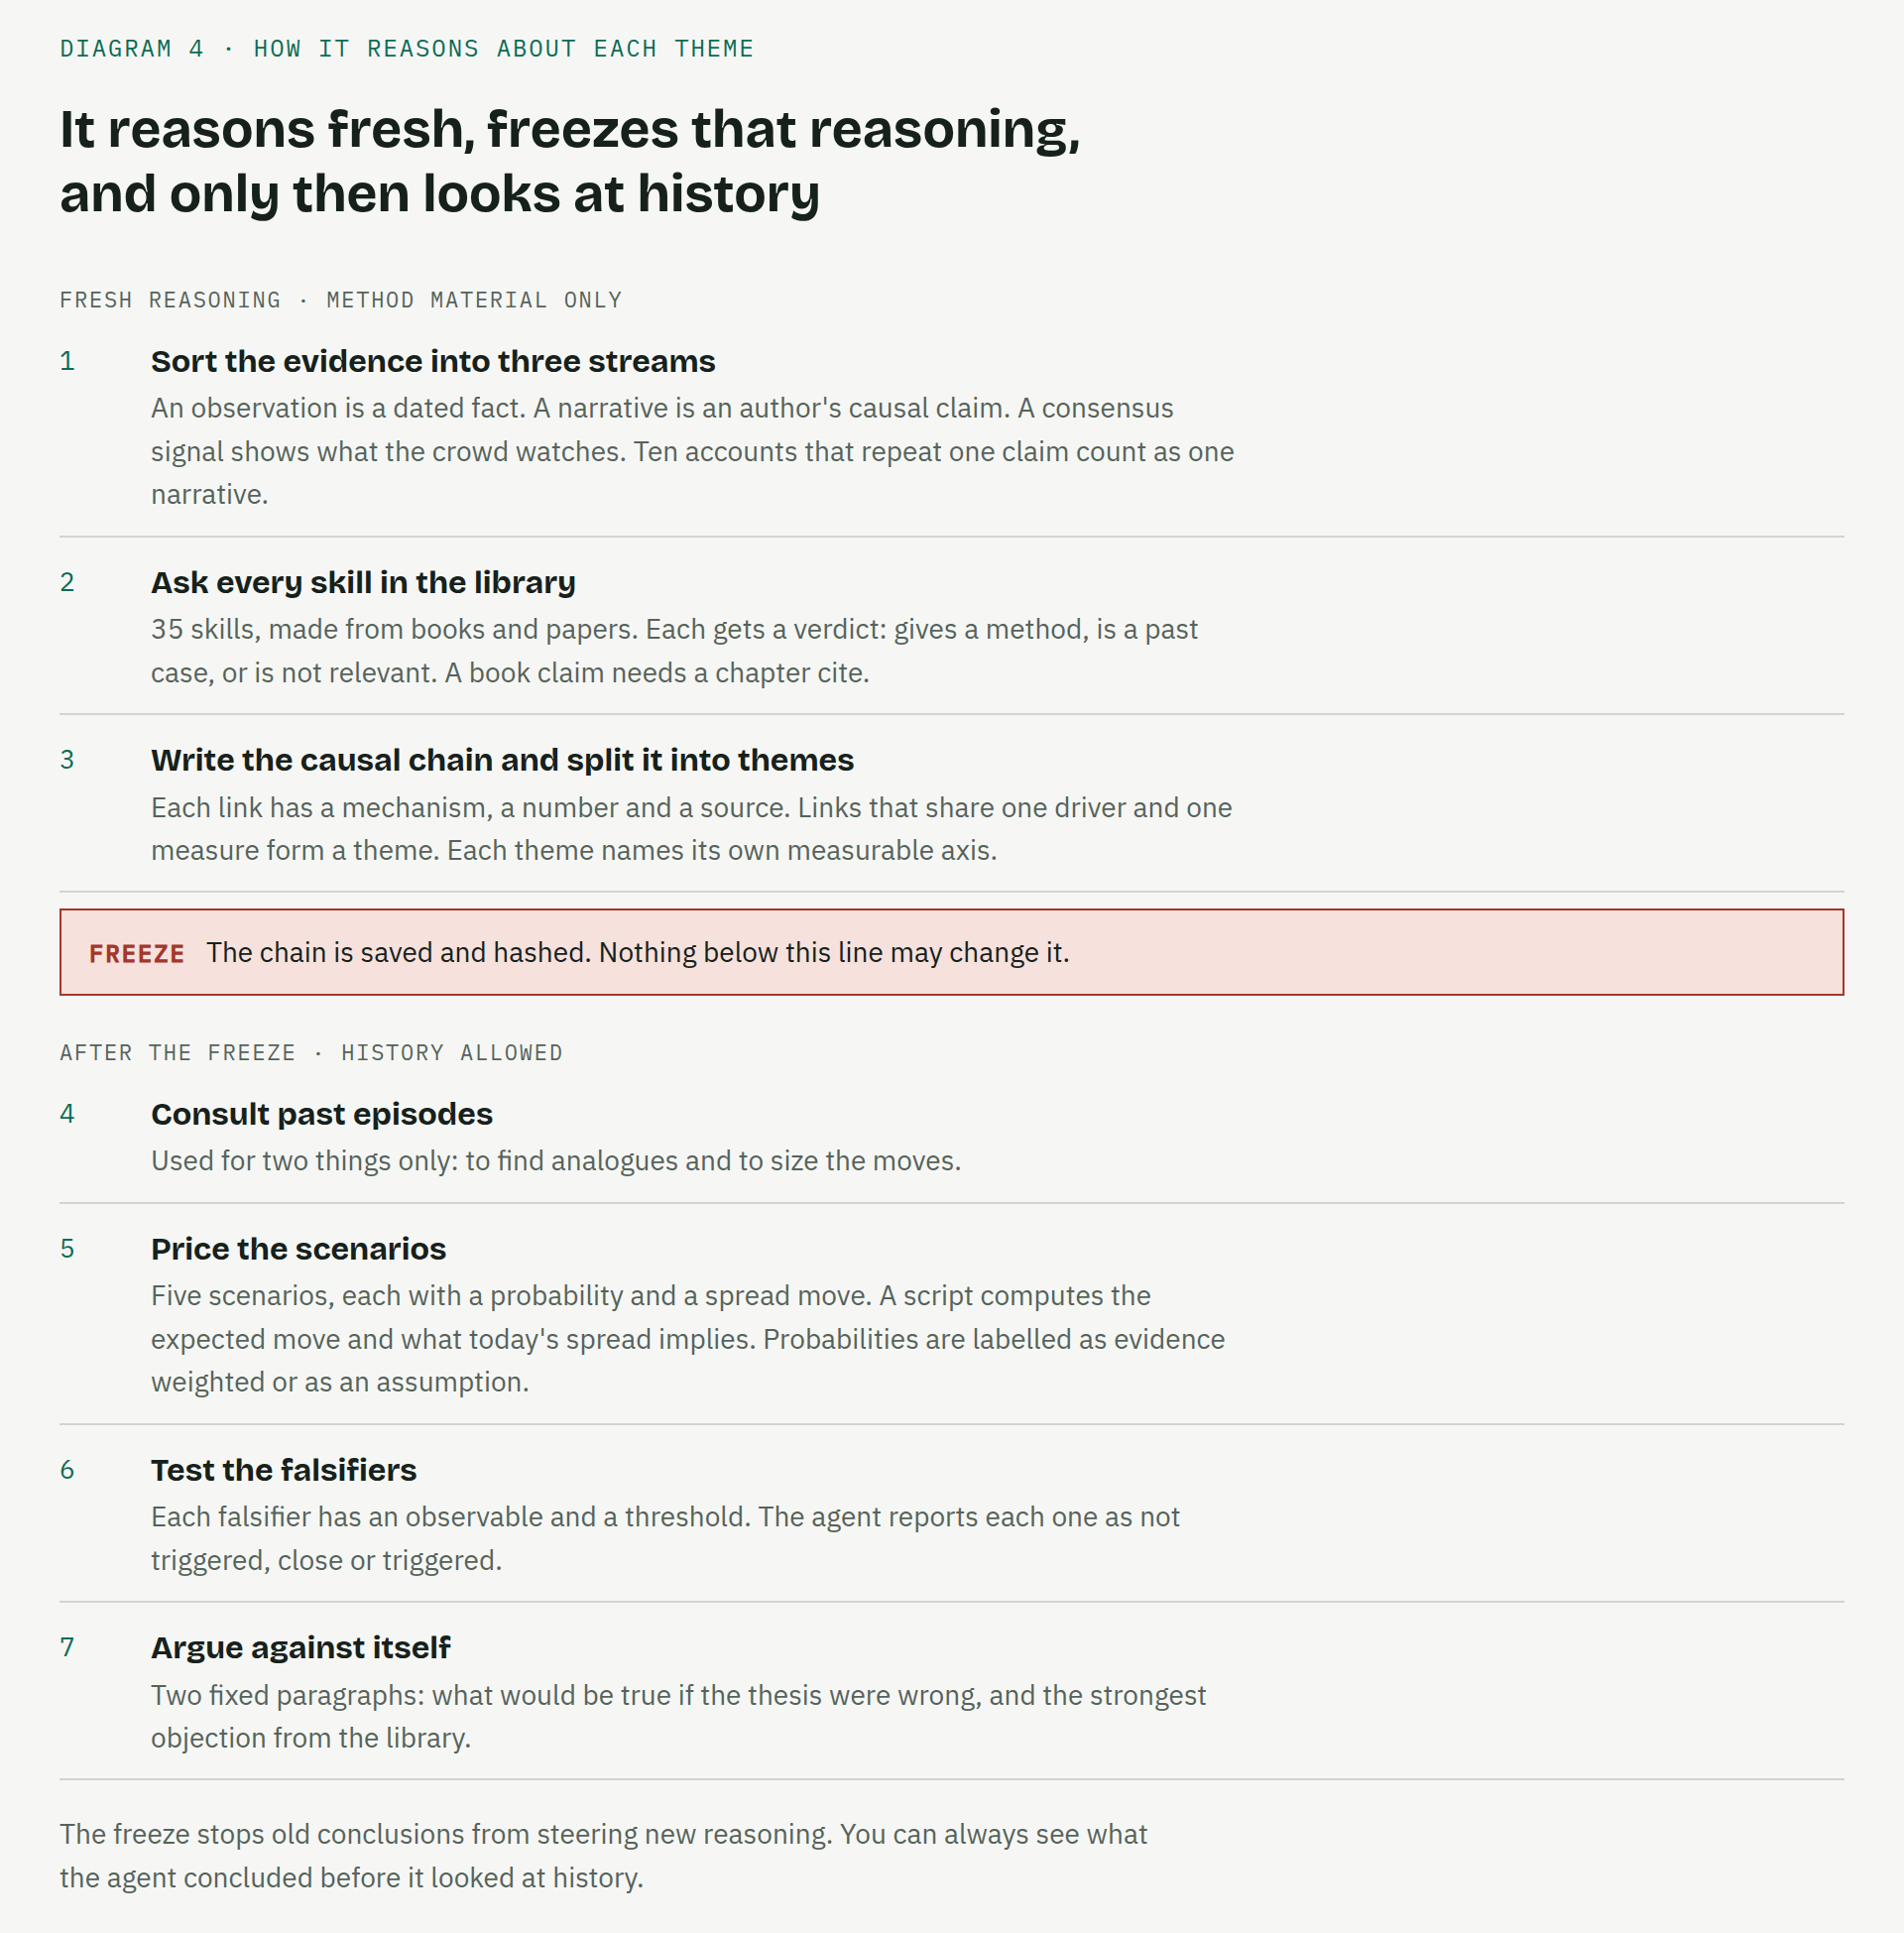 DIAGRAM 4 · HOW IT REASONS ABOUT EACH THEME
It reasons fresh, freezes that reasoning,
and only then looks at history
FRESH REASONING · METHOD MATERIAL ONLY
1 Sort the evidence into three streams
An observation is a dated fact. A narrative is an author's causal claim. A consensus
signal shows what the crowd watches. Ten accounts that repeat one claim count as one
narrative.
2 Ask every skill in the library
35 skills, made from books and papers. Each gets a verdict: gives a method, is a past
case, or is not relevant. A book claim needs a chapter cite.
3 Write the causal chain and split it into themes
Each link has a mechanism, a number and a source. Links that share one driver and one
measure form a theme. Each theme names its own measurable axis.
FREEZE The chain is saved and hashed. Nothing below this line may change it.
AFTER THE FREEZE · HISTORY ALLOWED
4 Consult past episodes
Used for two things only: to find analogues and to size the moves.
5 Price the scenarios
Five scenarios, each with a probability and a spread move. A script computes the
expected move and what today's spread implies. Probabilities are labelled as evidence
weighted or as an assumption.
6 Test the falsifiers
Each falsifier has an observable and a threshold. The agent reports each one as not
triggered, close or triggered.
7 Argue against itself
Two fixed paragraphs: what would be true if the thesis were wrong, and the strongest
objection from the library.
The freeze stops old conclusions from steering new reasoning. You can always see what
the agent concluded before it looked at history.